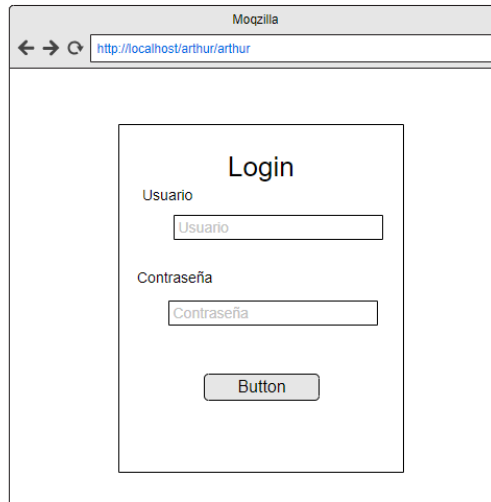 Moqzilla
http://localhost/arthur/arthur
Login
Usuario
Usuario
Contraseña
Contraseña
Button